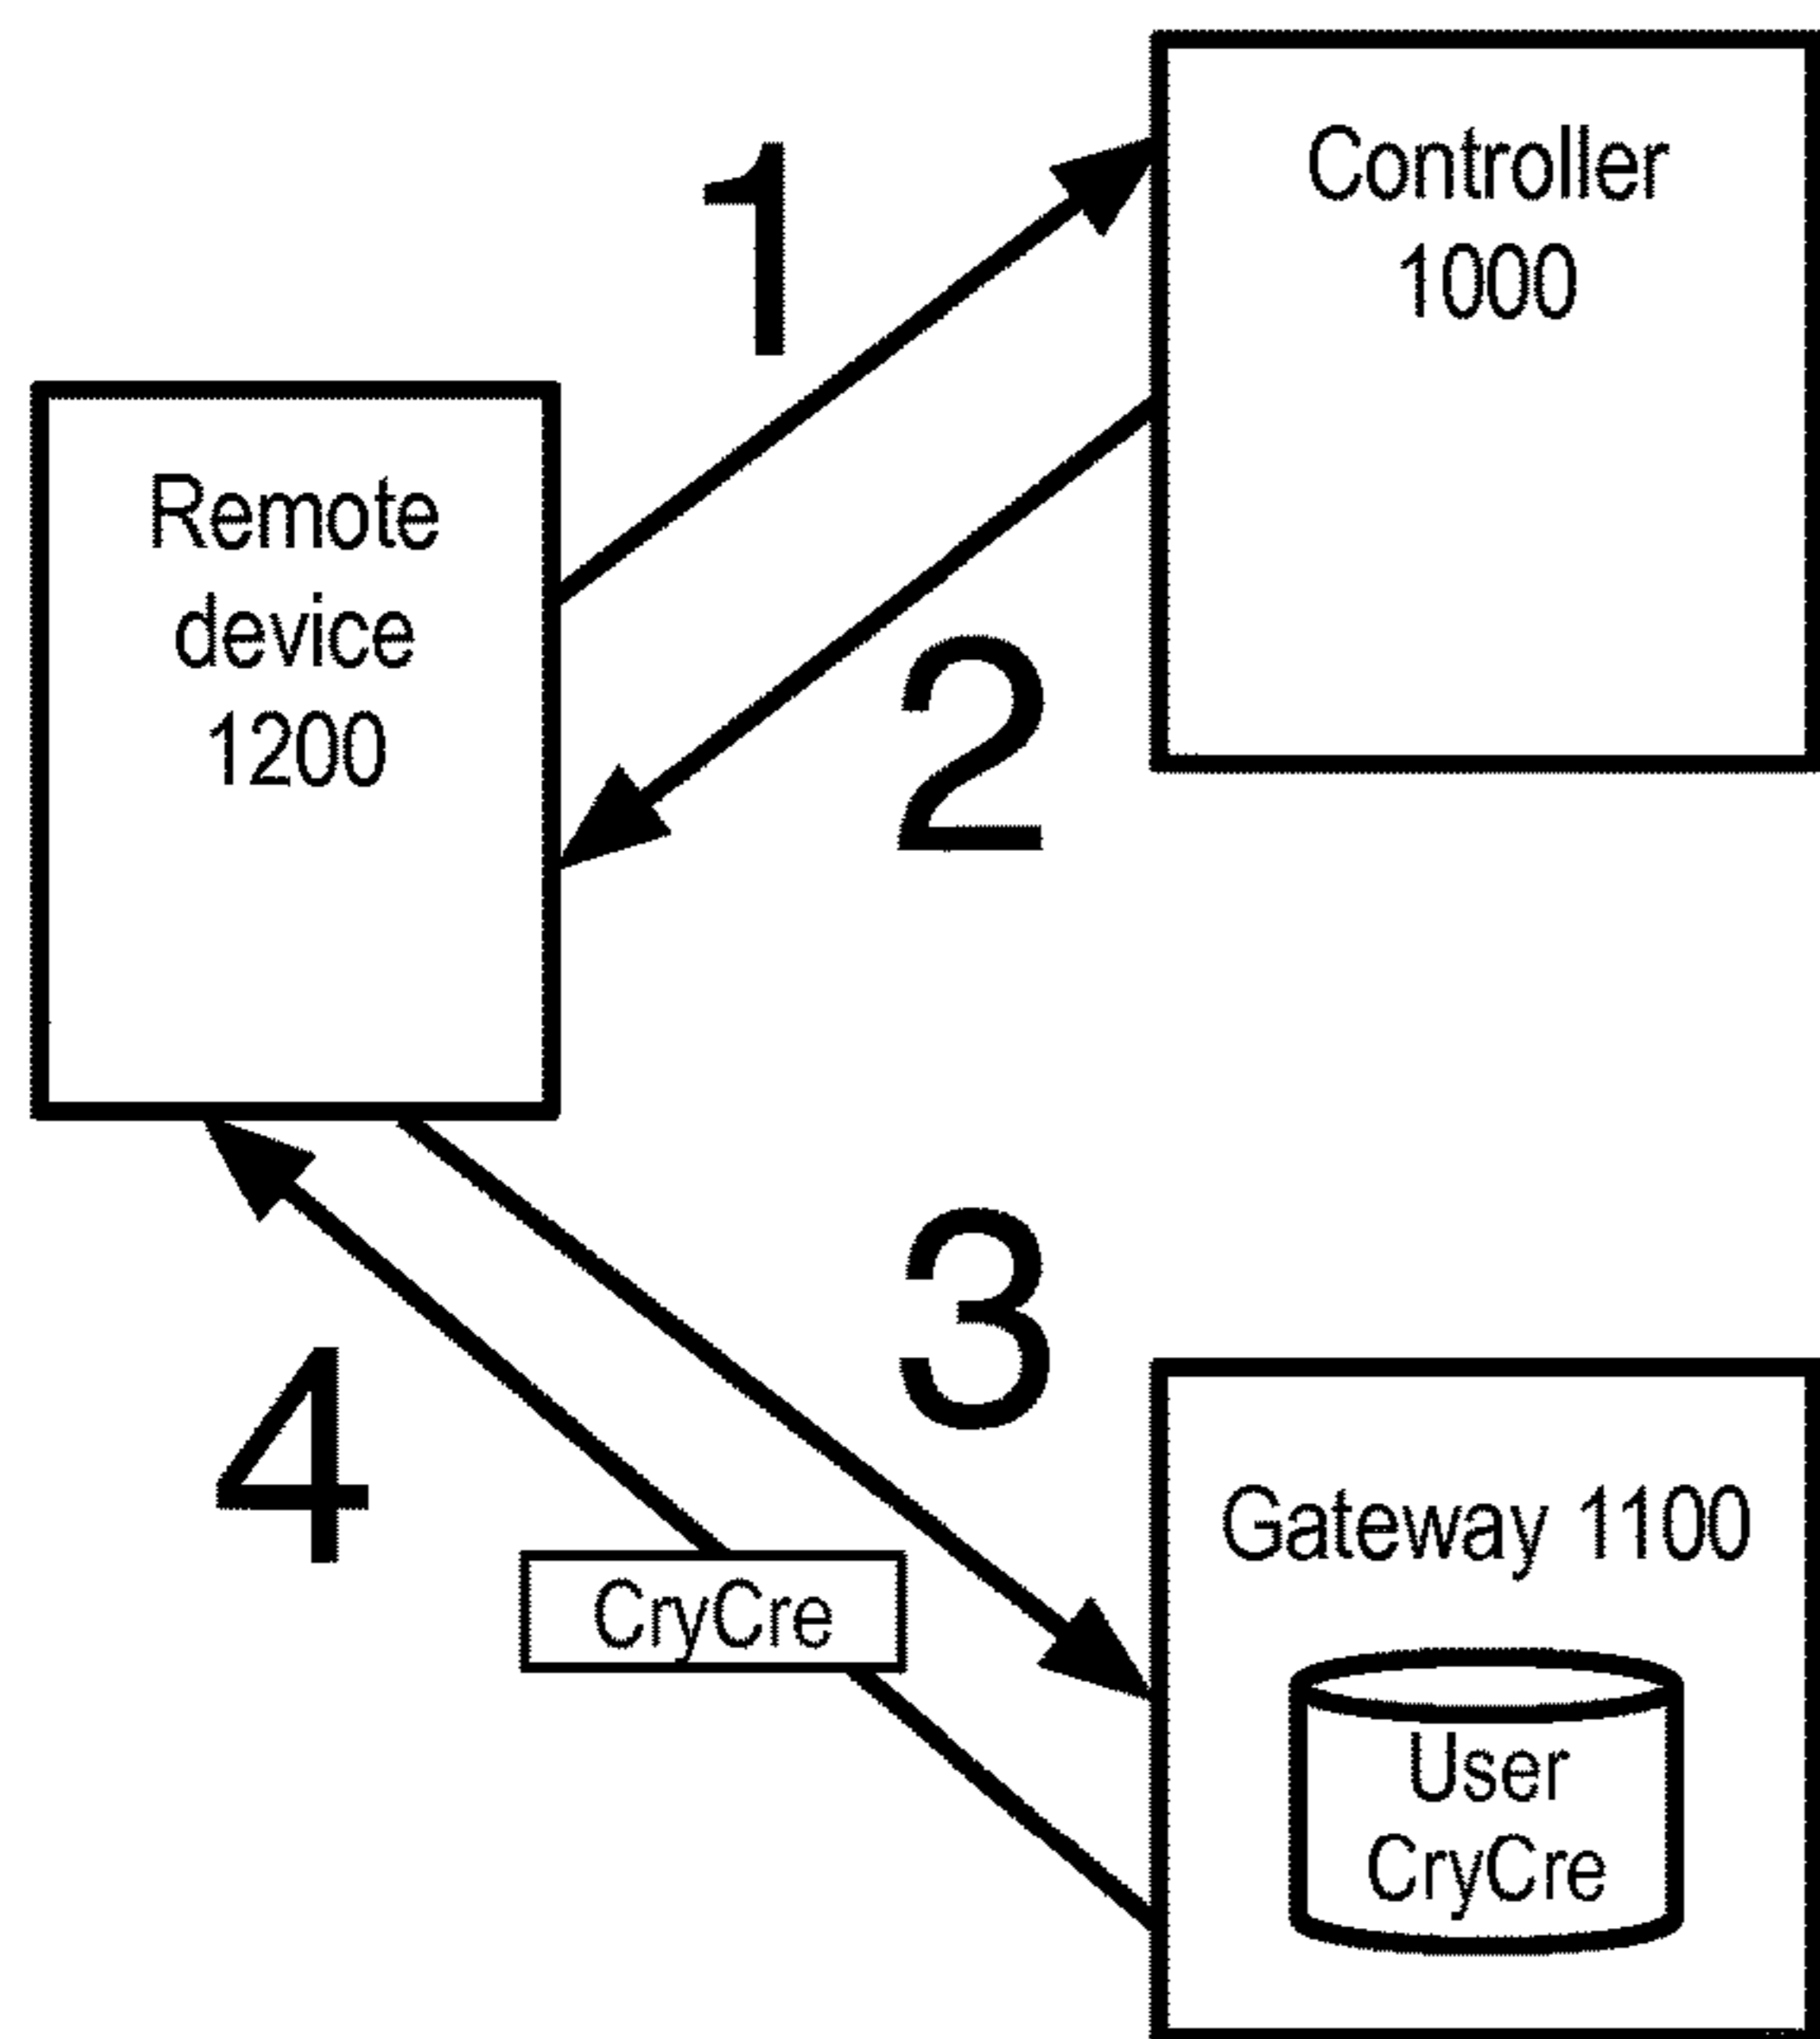 Controller
1000
1
Remote
device
1200
2
3
4
Gateway 1100
CryCre
User
CryCre